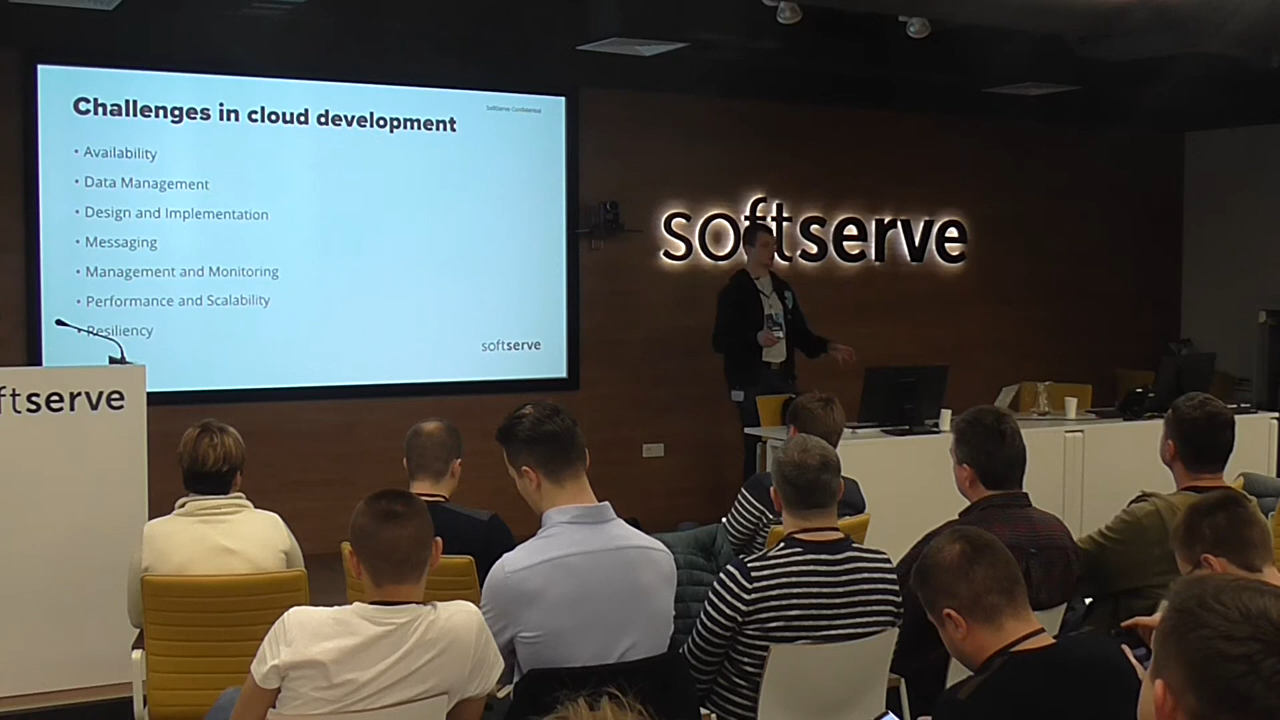 Challenges in cloud development
SoftServe Confidential
• Availability
• Data Management
• Design and Implementation
• Messaging
• Management and Monitoring
• Performance and Scalability
• Resiliency
softserve
softserve
ftserve